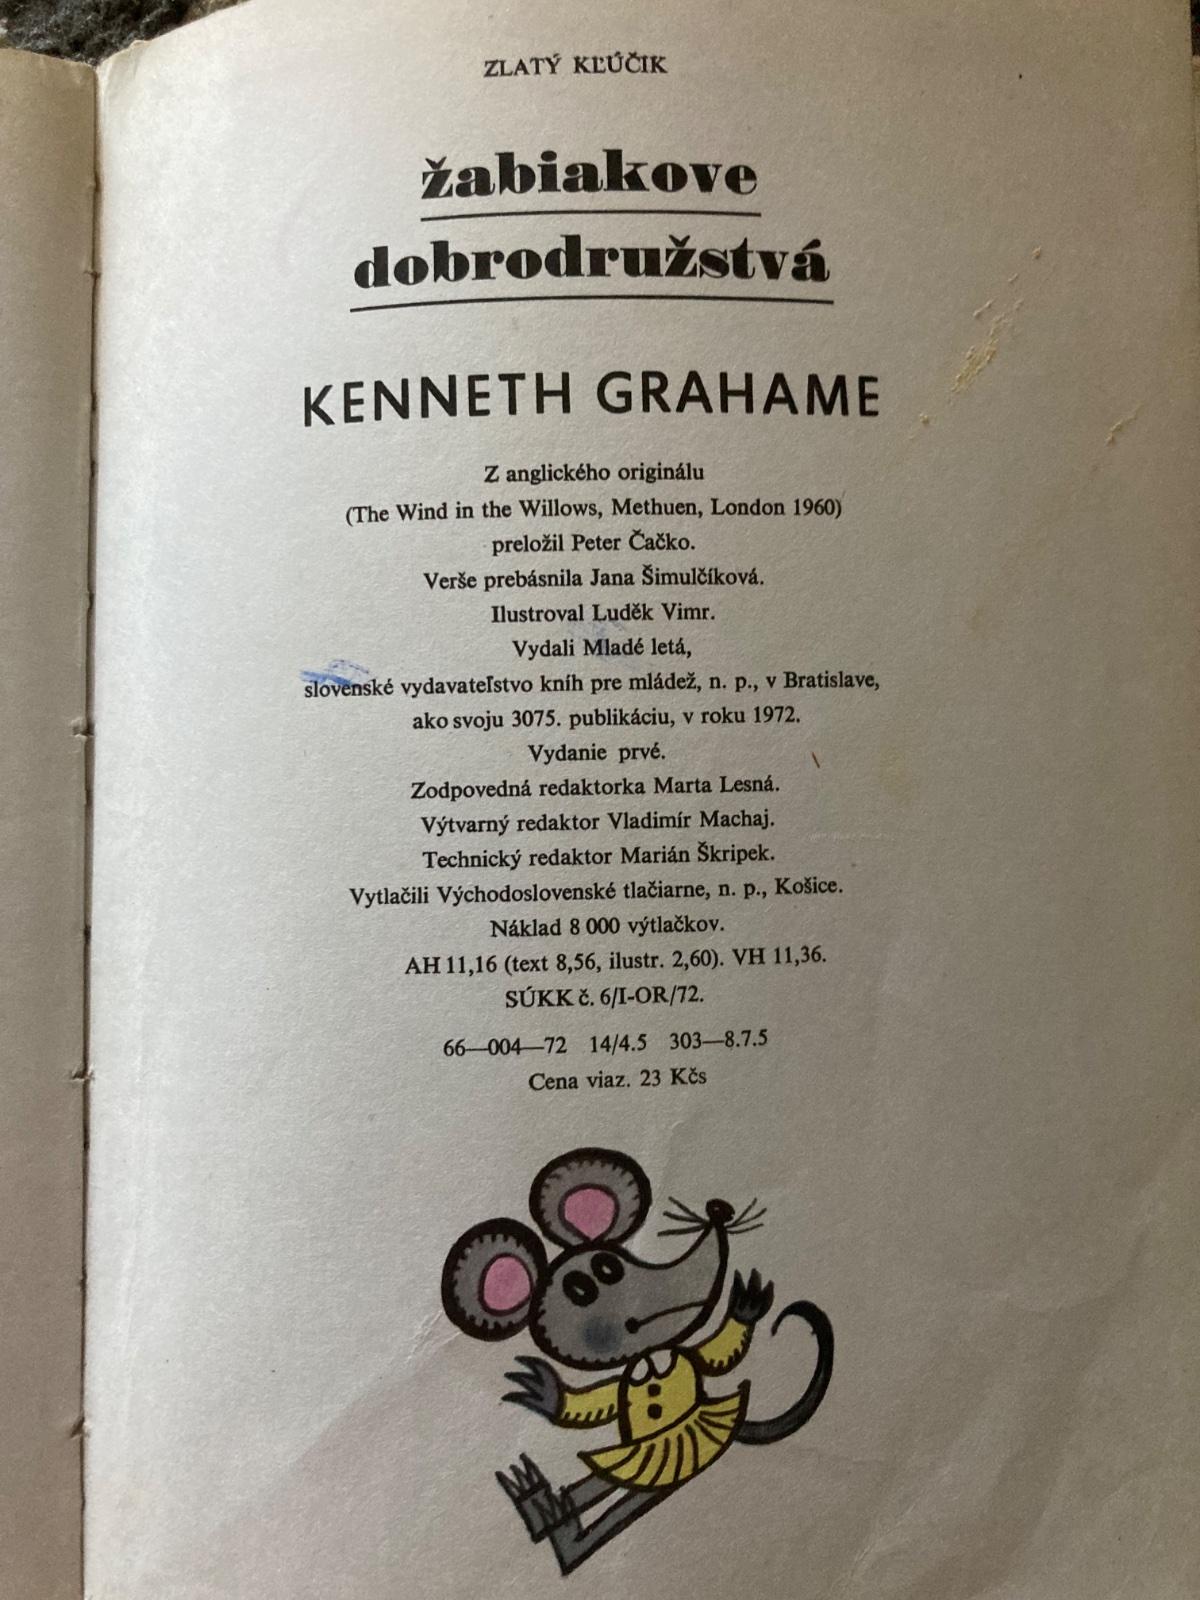 ZLATÝ KĽÚČIK
žabiakove
dobrodružstvá
KENNETH GRAHAME
Z anglického originálu
(The Wind in the Willows, Methuen, London 1960)
preložil Peter Čačko.
Verše prebásnila Jana Šimulčíková.
Ilustroval Luděk Vimr.
Vydali Mladé letá,
slovenské vydavateľstvo kníh pre mládež, n. p., v Bratislave,
ako svoju 3075. publikáciu, v roku 1972.
Vydanie prvé.
Zodpovedná redaktorka Marta Lesná.
Výtvarný redaktor Vladimír Machaj.
Technický redaktor Marián Škripek.
Vytlačili Východoslovenské tlačiarne, n. p., Košice.
Náklad 8 000 výtlačkov.
AH 11,16 (text 8,56, ilustr. 2,60). VH 11,36.
SÚKK č. 6/I-OR/72.
66—004—72 14/4.5 303—8.7.5
Cena viaz. 23 Kčs